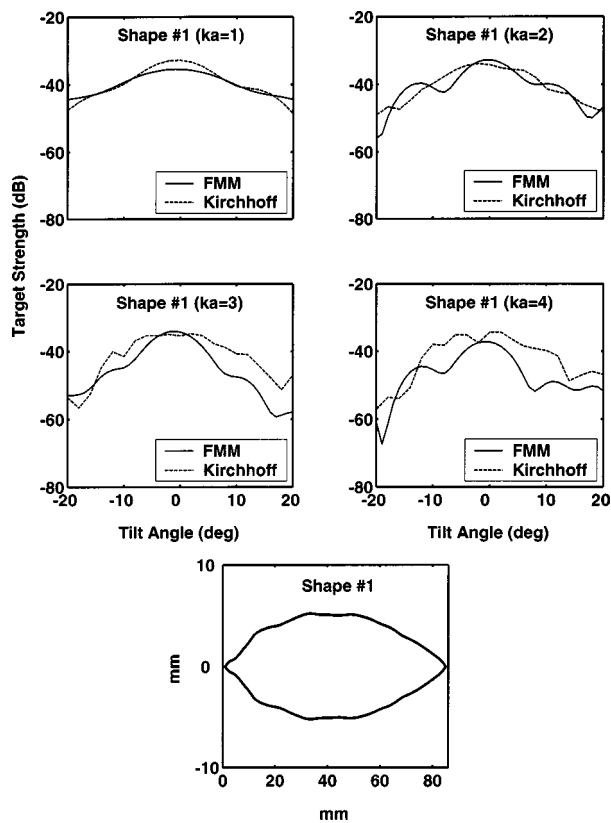 -20
-40
-60
-80
Shape #1 (ka=1)
FMM
Kirchhoff
-20
-40
-60
-80
Shape #1 (ka=2)
FMM
Kirchhoff
Target Strength (dB)
-20
-40
-60
-80
Shape #1 (ka=3)
FMM
Kirchhoff
-20 -10 0 10 20
Tilt Angle (deg)
-20
-40
-60
-80
Shape #1 (ka=4)
FMM
Kirchhoff
-20 -10 0 10 20
Tilt Angle (deg)
10
0
-10
mm
Shape #1
0 20 40 60 80
mm